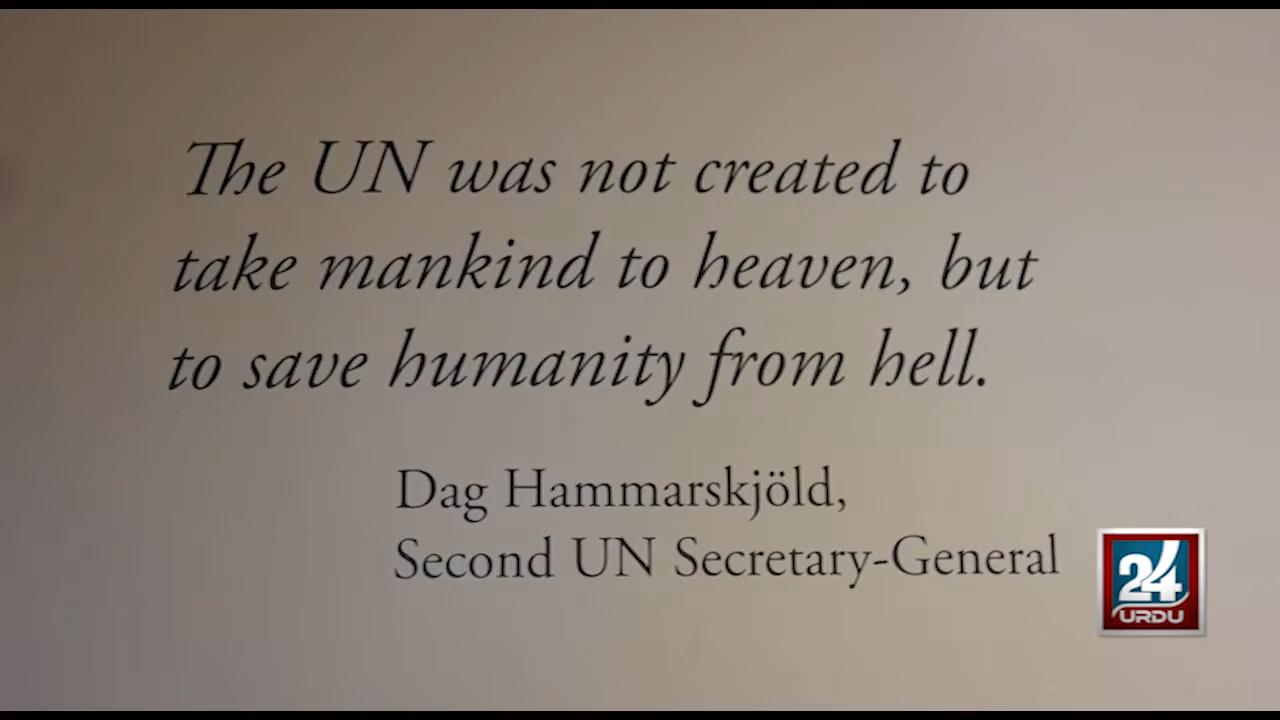 The UN was not created to
take mankind to heaven, but
to save humanity from hell.
Dag Hammarskjöld,
Second UN Secretary-General
24
URDU